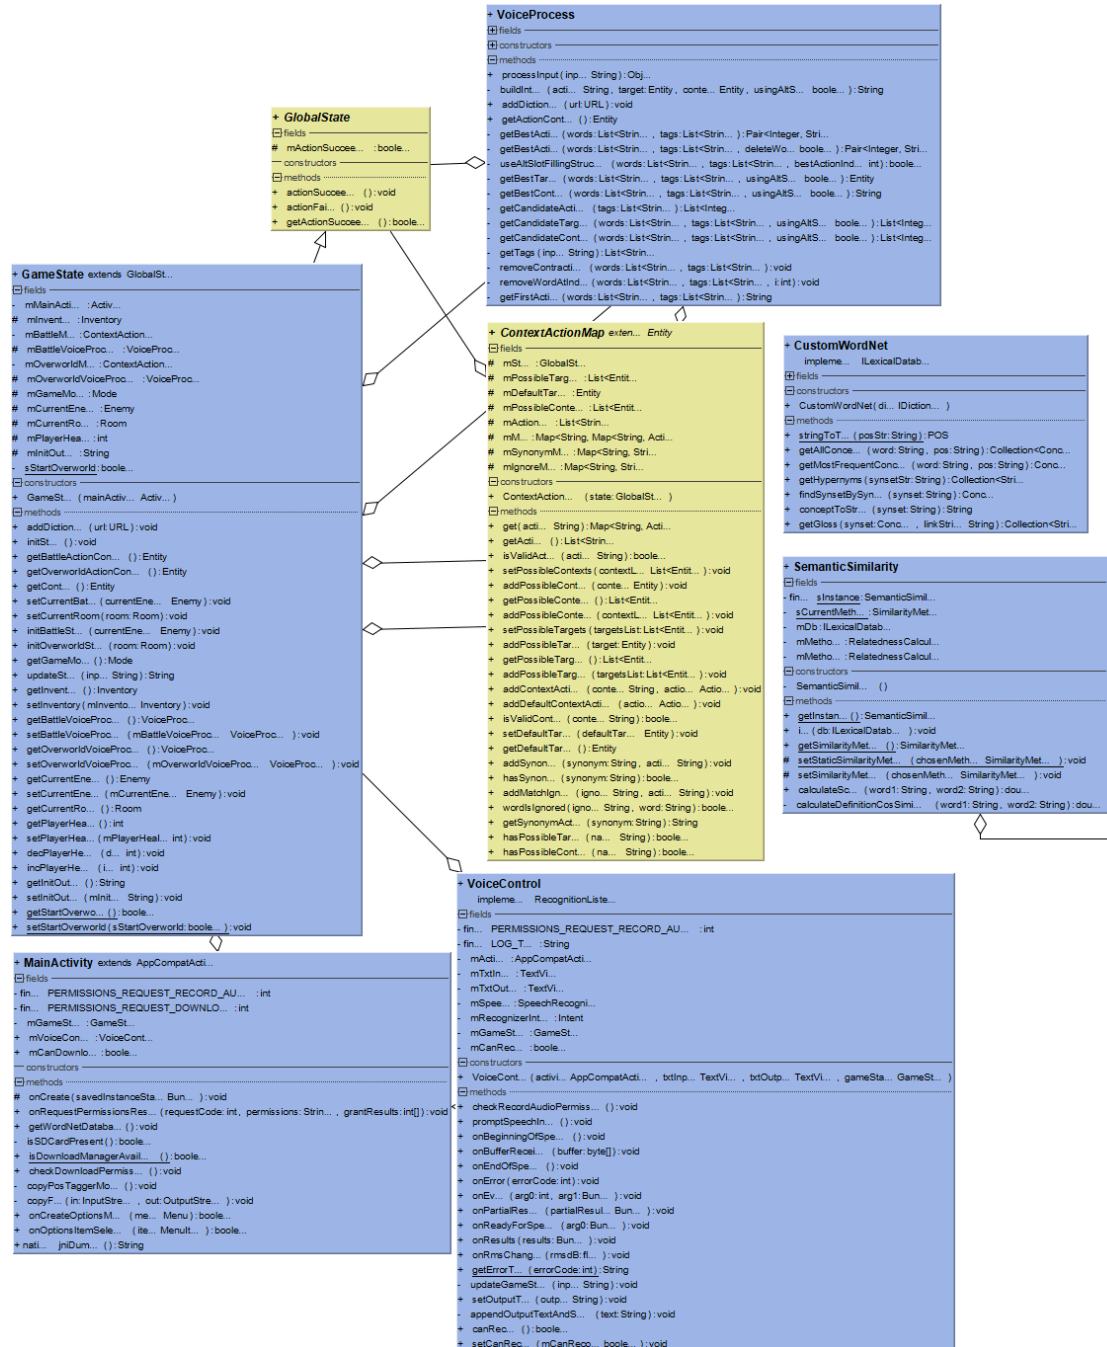 + VoiceProcess
fields
constructors
methods
+ processInput (inp... String) : Obj...
- buildInt... (acti... String, target: Entity, conte... Entity, usingAltS... boole... ) : String
+ addDiction... (url: URL) : void
+ getActionCont... () : Entity
- getBestActi... (words: List<Strin... , tags: List<Strin... ) : Pair<Integer, Stri...
- getBestActi... (words: List<Strin... , tags: List<Strin... , deleteWo... boole... ) : Pair<Integer, Stri...
- useAltSlotFillingStruc... (words: List<Strin... , tags: List<Strin... , bestActionInd... int) : boole...
- getBestTar... (words: List<Strin... , tags: List<Strin... , usingAltS... boole... ) : Entity
- getBestCont... (words: List<Strin... , tags: List<Strin... , usingAltS... boole... ) : String
- getCandidateActi... (tags: List<Strin... ) : List<Integ...
- getCandidateTarg... (words: List<Strin... , tags: List<Strin... , usingAltS... boole... ) : List<Integ...
- getCandidateCont... (words: List<Strin... , tags: List<Strin... , usingAltS... boole... ) : List<Integ...
- getTags (inp... String) : List<Strin...
- removeContracti... (words: List<Strin... , tags: List<Strin... ) : void
- removeWordAtInd... (words: List<Strin... , tags: List<Strin... , i: int) : void
- getFirstActi... (words: List<Strin... , tags: List<Strin... ) : String
+ GlobalState
fields
# mActionSuccee... : boole...
constructors
methods
+ actionSuccee... () : void
+ actionFai... () : void
+ getActionSuccee... () : boole...
+ GameState extends GlobalSt...
fields
- mMainActi... : Activ...
# mInvent... : Inventory
- mBattleM... : ContextAction...
# mBattleVoiceProc... : VoiceProc...
- mOverworldM... : ContextAction...
# mOverworldVoiceProc... : VoiceProc...
# mGameMo... : Mode
# mCurrentEne... : Enemy
# mCurrentRo... : Room
# mPlayerHea... : int
# mInitOut... : String
- sStartOverworld : boole...
constructors
+ GameSt... (mainActiv... Activ... )
methods
+ addDiction... (url: URL) : void
+ initSt... () : void
+ getBattleActionCon... () : Entity
+ getOverworldActionCon... () : Entity
+ getCont... () : Entity
+ setCurrentBat... (currentEne... Enemy) : void
+ setCurrentRoom (room: Room) : void
+ initBattleSt... (currentEne... Enemy) : void
+ initOverworldSt... (room: Room) : void
+ getGameMo... () : Mode
+ updateSt... (inp... String) : String
+ getInvent... () : Inventory
+ setInventory (mInvento... Inventory) : void
+ getBattleVoiceProc... () : VoiceProc...
+ setBattleVoiceProc... (mBattleVoiceProc... VoiceProc... ) : void
+ getOverworldVoiceProc... () : VoiceProc...
+ setOverworldVoiceProc... (mOverworldVoiceProc... VoiceProc... ) : void
+ getCurrentEne... () : Enemy
+ setCurrentEne... (mCurrentEne... Enemy) : void
+ getCurrentRo... () : Room
+ getPlayerHea... () : int
+ setPlayerHea... (mPlayerHeal... int) : void
+ decPlayerHe... (d... int) : void
+ incPlayerHe... (i... int) : void
+ getInitOut... () : String
+ setInitOut... (mInit... String) : void
+ getStartOverwo... () : boole...
+ setStartOverworld (sStartOverworld: boole... ) : void
+ ContextActionMap exten... Entity
fields
# mSt... : GlobalSt...
# mPossibleTarg... : List<Entit...
# mDefaultTar... : Entity
# mPossibleConte... : List<Entit...
# mAction... : List<Strin...
# mM... : Map<String, Map<String, Acti...
# mSynonymM... : Map<String, Stri...
# mIgnoreM... : Map<String, Stri...
constructors
+ ContextAction... (state: GlobalSt... )
methods
+ get (acti... String) : Map<String, Acti...
+ getActi... () : List<Strin...
+ isValidAct... (acti... String) : boole...
+ setPossibleContexts (contextL... List<Entit... ) : void
+ addPossibleCont... (conte... Entity) : void
+ getPossibleConte... () : List<Entit...
+ addPossibleConte... (contextL... List<Entit... ) : void
+ setPossibleTargets (targetsList: List<Entit... ) : void
+ addPossibleTar... (target: Entity) : void
+ getPossibleTarg... () : List<Entit...
+ addPossibleTarg... (targetsList: List<Entit... ) : void
+ addContextActi... (conte... String, actio... Actio... ) : void
+ addDefaultContextActi... (actio... Actio... ) : void
+ isValidCont... (conte... String) : boole...
+ setDefaultTar... (defaultTar... Entity) : void
+ getDefaultTar... () : Entity
+ addSynon... (synonym: String, acti... String) : void
+ hasSynon... (synonym: String) : boole...
+ addMatchIgn... (igno... String, acti... String) : void
+ wordIsIgnored (igno... String, word: String) : boole...
+ getSynonymAct... (synonym: String) : String
+ hasPossibleTar... (na... String) : boole...
+ hasPossibleCont... (na... String) : boole...
+ CustomWordNet
impleme... ILexicalDatab...
fields
constructors
+ CustomWordNet (di... IDiction... )
methods
+ stringToT... (posStr: String) : POS
+ getAllConce... (word: String, pos: String) : Collection<Conc...
+ getMostFrequentConc... (word: String, pos: String) : Conc...
+ getHypernyms (synsetStr: String) : Collection<Stri...
+ findSynsetBySyn... (synset: String) : Conc...
+ conceptToStr... (synset: String) : String
+ getGloss (synset: Conc... , linkStri... String) : Collection<Stri...
+ SemanticSimilarity
fields
- fin... sInstance : SemanticSimil...
- sCurrentMeth... : SimilarityMet...
- mDb : ILexicalDatab...
- mMetho... : RelatednessCalcul...
- mMetho... : RelatednessCalcul...
constructors
- SemanticSimil... ()
methods
+ getInstan... () : SemanticSimil...
+ i... (db: ILexicalDatab... ) : void
+ getSimilarityMet... () : SimilarityMet...
# setStaticSimilarityMet... (chosenMeth... SimilarityMet... ) : void
# setSimilarityMet... (chosenMeth... SimilarityMet... ) : void
+ calculateSc... (word1: String, word2: String) : dou...
- calculateDefinitionCosSimi... (word1: String, word2: String) : dou...
+ MainActivity extends AppCompatActi...
fields
- fin... PERMISSIONS_REQUEST_RECORD_AU... : int
- fin... PERMISSIONS_REQUEST_DOWNLO... : int
- mGameSt... : GameSt...
+ mVoiceCon... : VoiceCont...
+ mCanDownlo... : boole...
constructors
methods
# onCreate (savedInstanceSta... Bun... ) : void
+ onRequestPermissionsRes... (requestCode: int, permissions: Strin... , grantResults: int[]) : void
+ getWordNetDataba... () : void
- isSDCardPresent () : boole...
+ isDownloadManagerAvail... () : boole...
+ checkDownloadPermiss... () : void
- copyPosTaggerMo... () : void
- copyF... (in: InputStre... , out: OutputStre... ) : void
+ onCreateOptionsM... (me... Menu) : boole...
+ onOptionsItemSele... (ite... MenuIt... ) : boole...
+ nati... jniDum... () : String
+ VoiceControl
impleme... RecognitionListe...
fields
- fin... PERMISSIONS_REQUEST_RECORD_AU... : int
- fin... LOG_T... : String
- mActi... : AppCompatActi...
- mTxtIn... : TextVi...
- mTxtOut... : TextVi...
- mSpee... : SpeechRecogni...
- mRecognizerInt... : Intent
- mGameSt... : GameSt...
- mCanRec... : boole...
constructors
+ VoiceCont... (activi... AppCompatActi... , txtInp... TextVi... , txtOutp... TextVi... , gameSta... GameSt... )
methods
+ checkRecordAudioPermiss... () : void
+ promptSpeechIn... () : void
+ onBeginningOfSpe... () : void
+ onBufferRecei... (buffer: byte[]) : void
+ onEndOfSpe... () : void
+ onError (errorCode: int) : void
+ onEv... (arg0: int, arg1: Bun... ) : void
+ onPartialRes... (partialResul... Bun... ) : void
+ onReadyForSpe... (arg0: Bun... ) : void
+ onResults (results: Bun... ) : void
+ onRmsChang... (rmsdB: fl... ) : void
+ getErrorT... (errorCode: int) : String
- updateGameSt... (inp... String) : void
+ setOutputT... (outp... String) : void
- appendOutputTextAndS... (text: String) : void
+ canRec... () : boole...
+ setCanRec... (mCanReco... boole... ) : void